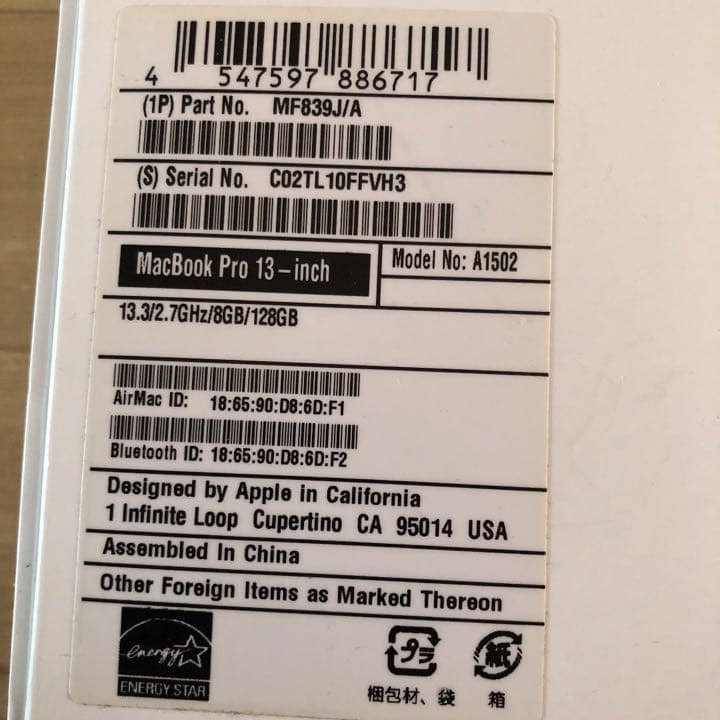 4 547597 886717
(1P) Part No. MF839J/A
(S) Serial No. C02TL10FFVH3
MacBook Pro 13-inch
Model No: A1502
13.3/2.7GHz/8GB/128GB
AirMac ID: 18:65:90:D8:6D:F1
Bluetooth ID: 18:65:90:D8:6D:F2
Designed by Apple in California
1 Infinite Loop Cupertino CA 95014 USA
Assembled In China
Other Foreign Items as Marked Thereon
energy
ENERGY STAR
プラ
梱包材、袋
紙
箱